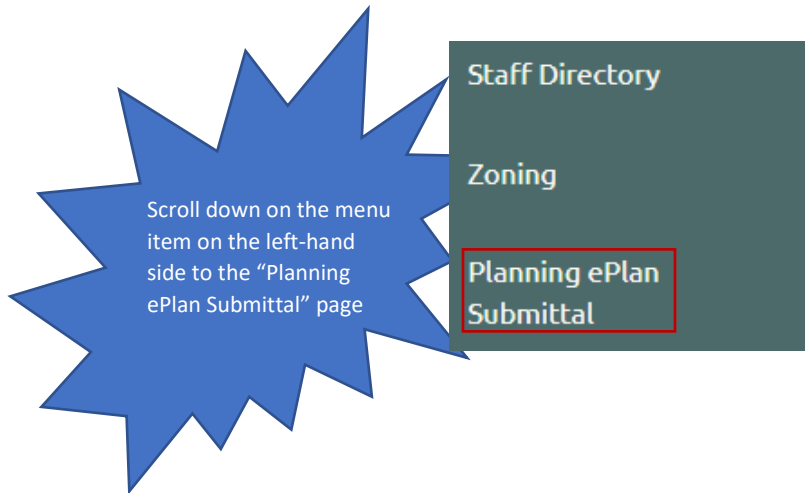 Scroll down on the menu
item on the left-hand
side to the “Planning
ePlan Submittal” page
Staff Directory
Zoning
Planning ePlan
Submittal